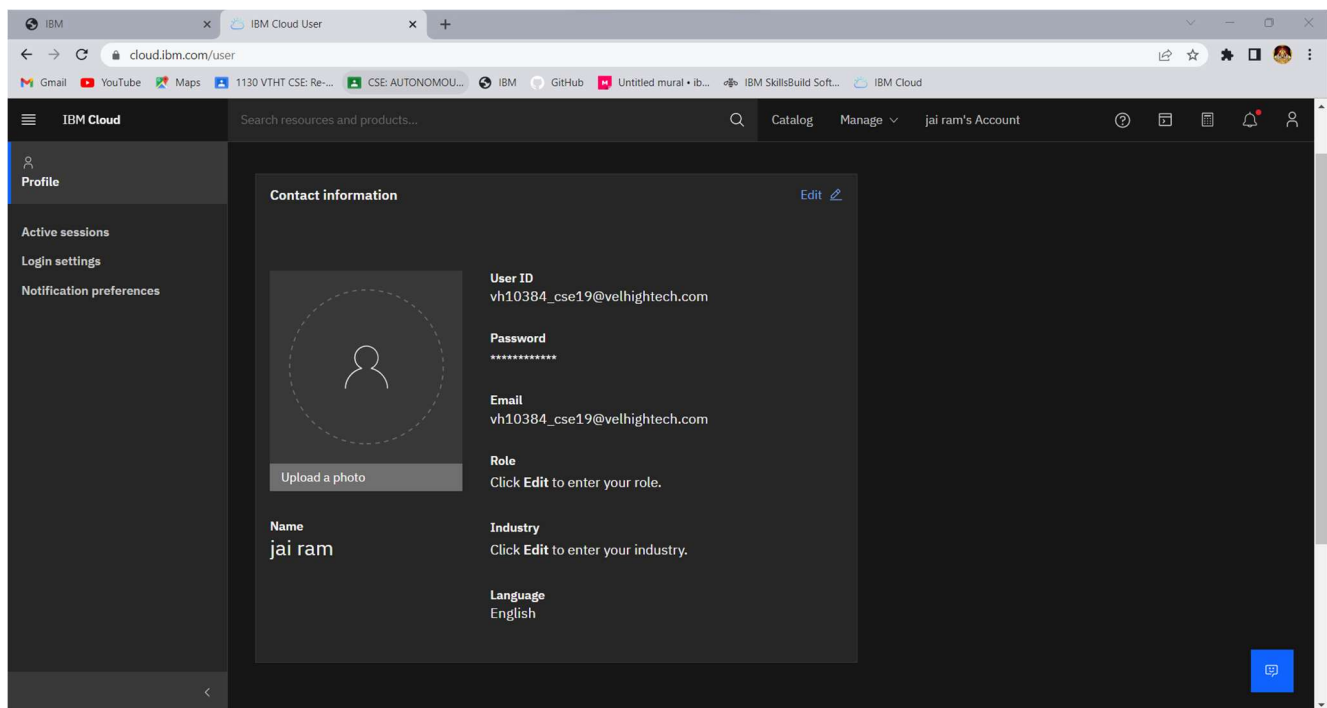 IBM
IBM Cloud User
cloud.ibm.com/user
Gmail YouTube Maps 1130 VTHT CSE: Re-... CSE: AUTONOMOU... IBM GitHub Untitled mural • ib... IBM SkillsBuild Soft... IBM Cloud
IBM Cloud Search resources and products... Catalog Manage jai ram's Account
Profile
Active sessions
Login settings
Notification preferences
Contact information Edit
Upload a photo
Name
jai ram
User ID
vh10384_cse19@velhightech.com
Password
************
Email
vh10384_cse19@velhightech.com
Role
Click Edit to enter your role.
Industry
Click Edit to enter your industry.
Language
English